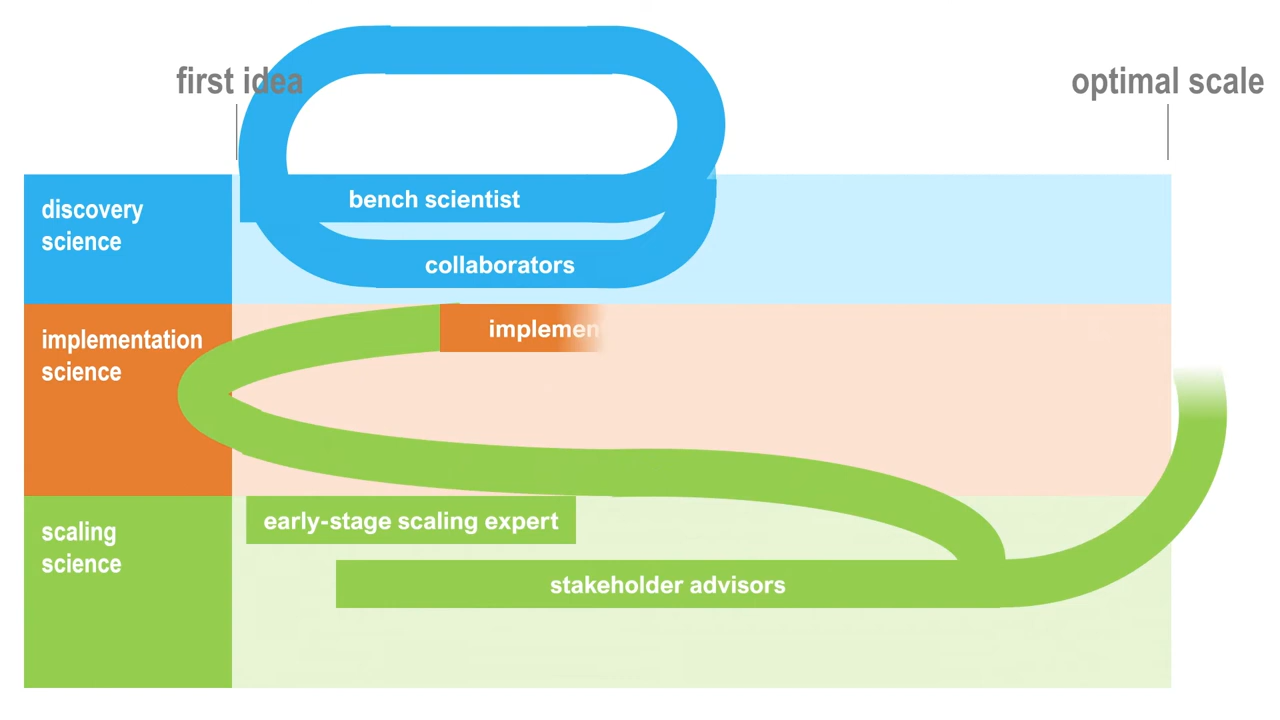 first idea
optimal scale
discovery
science
bench scientist
collaborators
implementation
science
implemen
scaling
science
early-stage scaling expert
stakeholder advisors